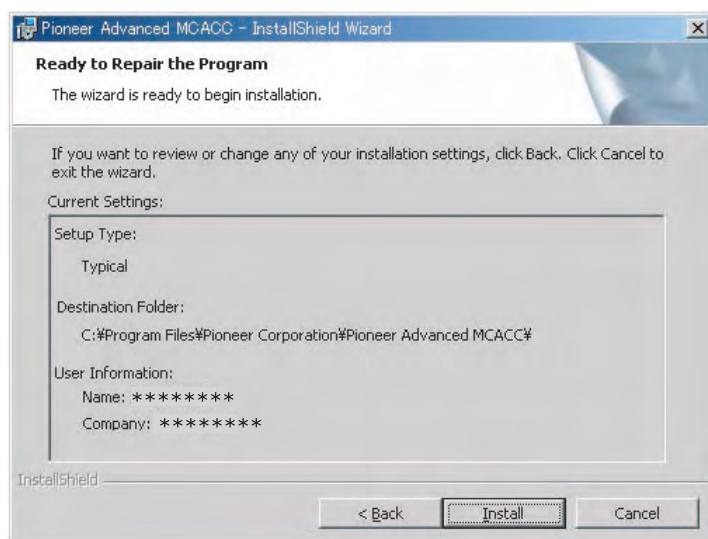 Pioneer Advanced MCACC - InstallShield Wizard
Ready to Repair the Program
The wizard is ready to begin installation.
If you want to review or change any of your installation settings, click Back. Click Cancel to
exit the wizard.
Current Settings:
Setup Type:
Typical
Destination Folder:
C:¥Program Files¥Pioneer Corporation¥Pioneer Advanced MCACC¥
User Information:
Name: ********
Company: ********
InstallShield
< Back
Install
Cancel